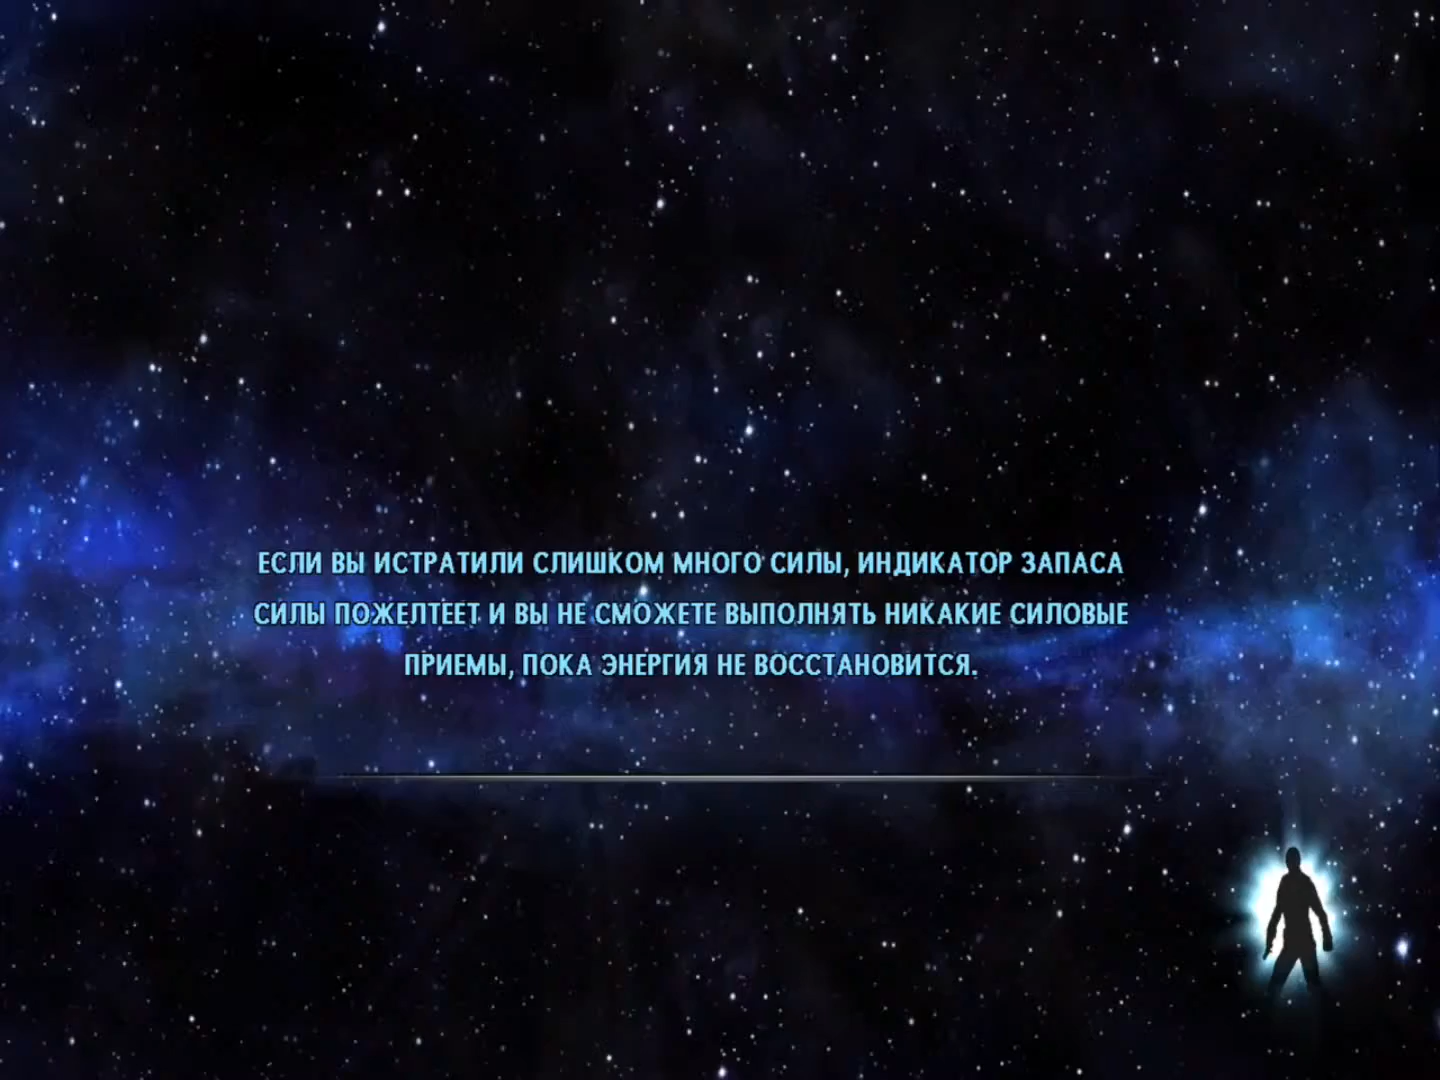 ЕСЛИ ВЫ ИСТРАТИЛИ СЛИШКОМ МНОГО СИЛЫ, ИНДИКАТОР ЗАПАСА
СИЛЫ ПОЖЕЛТЕЕТ И ВЫ НЕ СМОЖЕТЕ ВЫПОЛНЯТЬ НИКАКИЕ СИЛОВЫЕ
ПРИЕМЫ, ПОКА ЭНЕРГИЯ НЕ ВОССТАНОВИТСЯ.